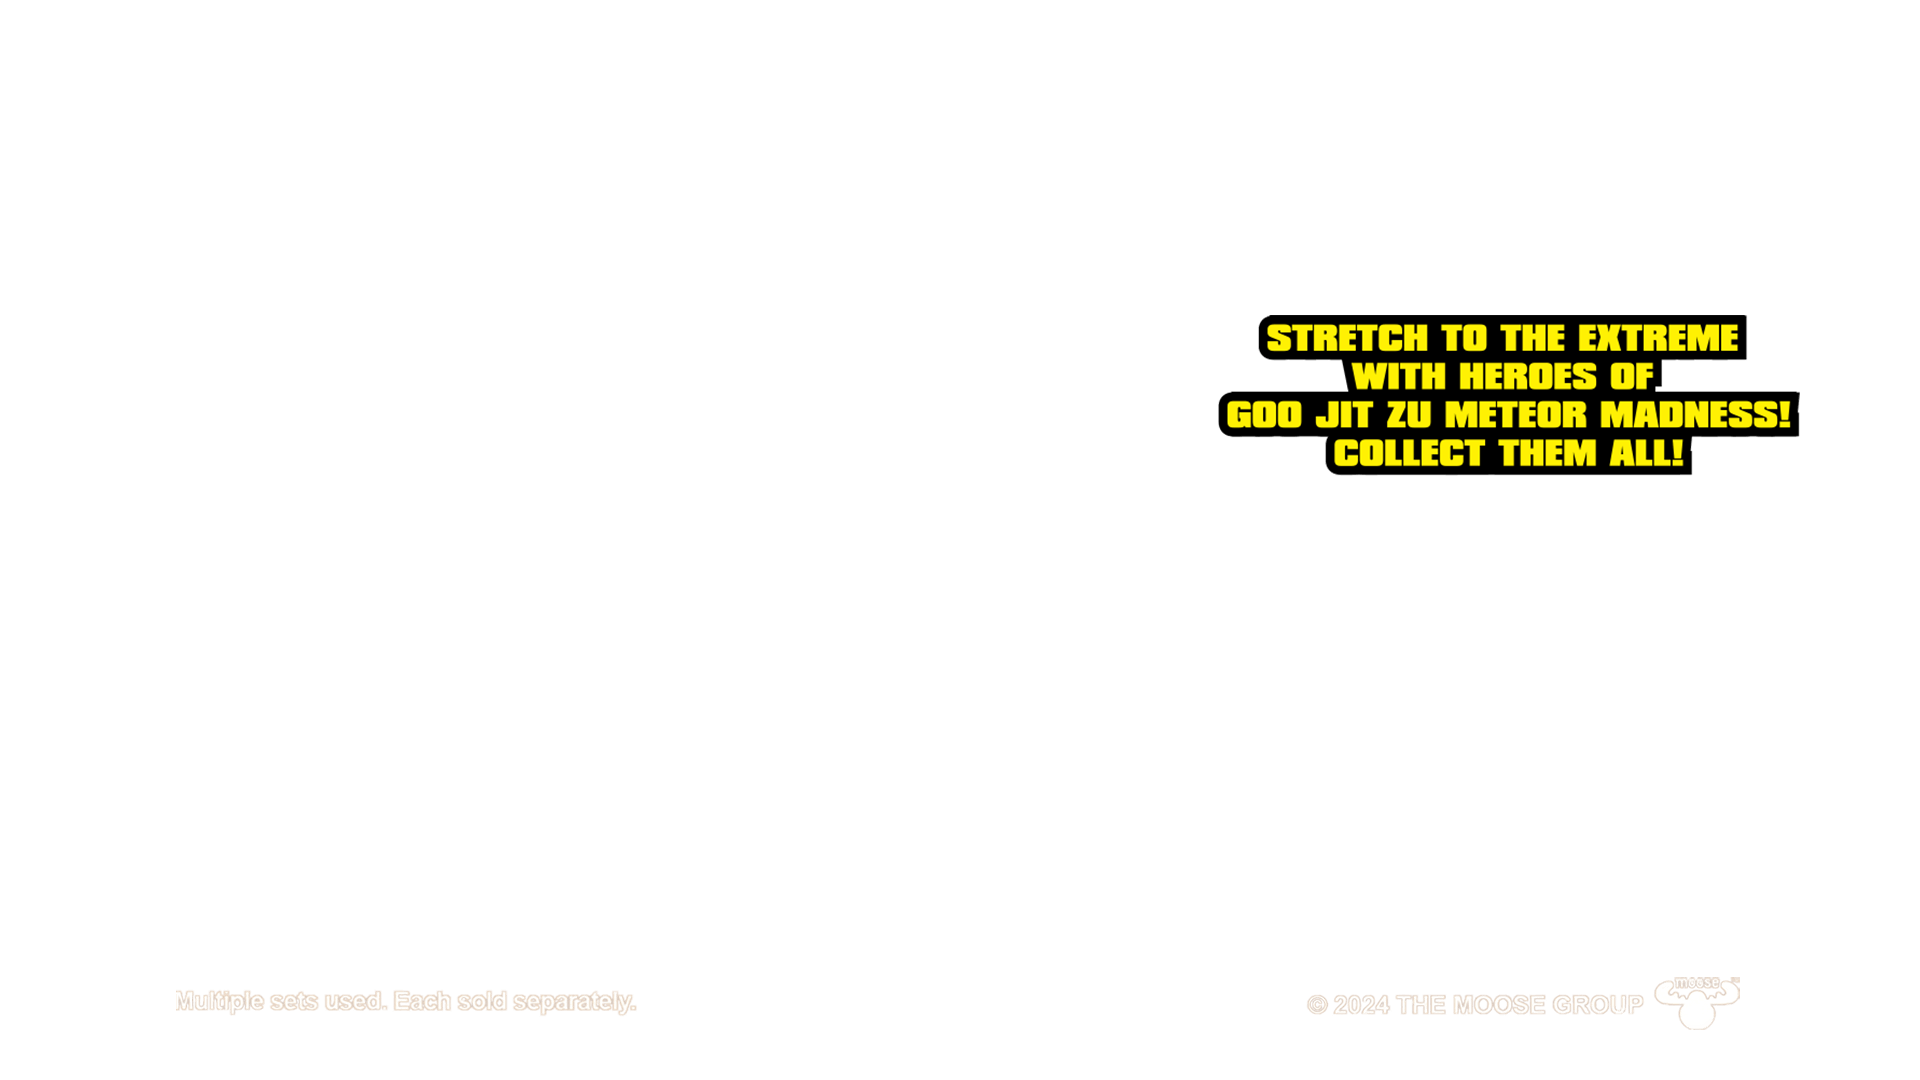 STRETCH TO THE EXTREME
WITH HEROES OF
GOO JIT ZU METEOR MADNESS!
COLLECT THEM ALL!
Multiple sets used. Each sold separately.
© 2024 THE MOOSE GROUP
moose